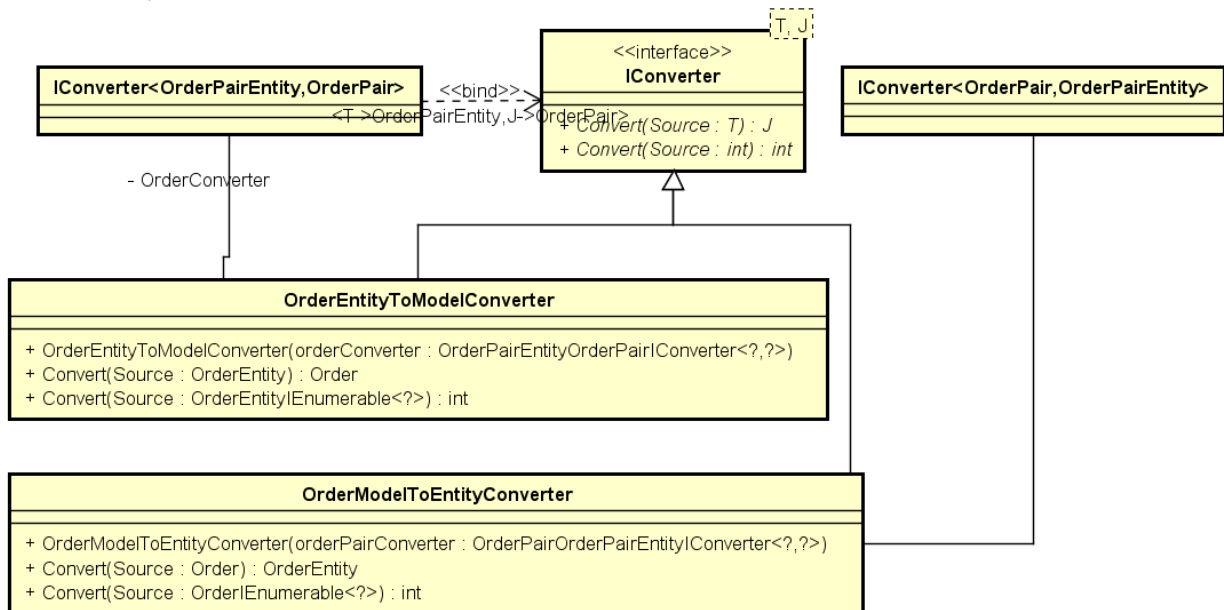 T, J
<<interface>>
IConverter
IConverter<OrderPairEntity,OrderPair>
<<bind>>
<T->OrderPairEntity,J->OrderPair>
+ Convert(Source : T) : J
+ Convert(Source : int) : int
IConverter<OrderPair,OrderPairEntity>
- OrderConverter
OrderEntityToModelConverter
+ OrderEntityToModelConverter(orderConverter : OrderPairEntityOrderPairIConverter<?,?>)
+ Convert(Source : OrderEntity) : Order
+ Convert(Source : OrderEntityIEnumerable<?>) : int
OrderModelToEntityConverter
+ OrderModelToEntityConverter(orderPairConverter : OrderPairOrderPairEntityIConverter<?,?>)
+ Convert(Source : Order) : OrderEntity
+ Convert(Source : OrderIEnumerable<?>) : int